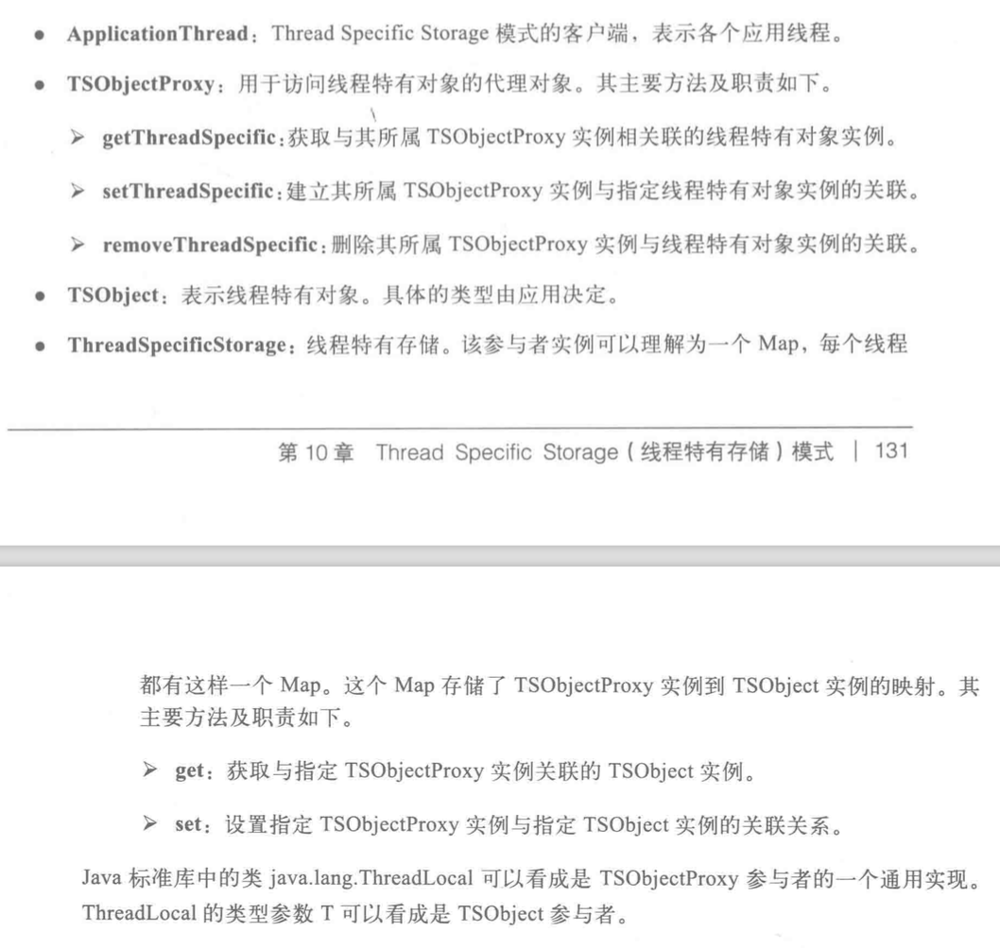 ● ApplicationThread：Thread Specific Storage 模式的客户端，表示各个应用线程。
● TSObjectProxy：用于访问线程特有对象的代理对象。其主要方法及职责如下。
➢ getThreadSpecific：获取与其所属 TSObjectProxy 实例相关联的线程特有对象实例。
➢ setThreadSpecific：建立其所属 TSObjectProxy 实例与指定线程特有对象实例的关联。
➢ removeThreadSpecific：删除其所属 TSObjectProxy 实例与线程特有对象实例的关联。
● TSObject：表示线程特有对象。具体的类型由应用决定。
● ThreadSpecificStorage：线程特有存储。该参与者实例可以理解为一个 Map，每个线程
第 10 章 Thread Specific Storage（线程特有存储）模式 | 131
都有这样一个 Map。这个 Map 存储了 TSObjectProxy 实例到 TSObject 实例的映射。其
主要方法及职责如下。
➢ get：获取与指定 TSObjectProxy 实例关联的 TSObject 实例。
➢ set：设置指定 TSObjectProxy 实例与指定 TSObject 实例的关联关系。
Java 标准库中的类 java.lang.ThreadLocal 可以看成是 TSObjectProxy 参与者的一个通用实现。
ThreadLocal 的类型参数 T 可以看成是 TSObject 参与者。